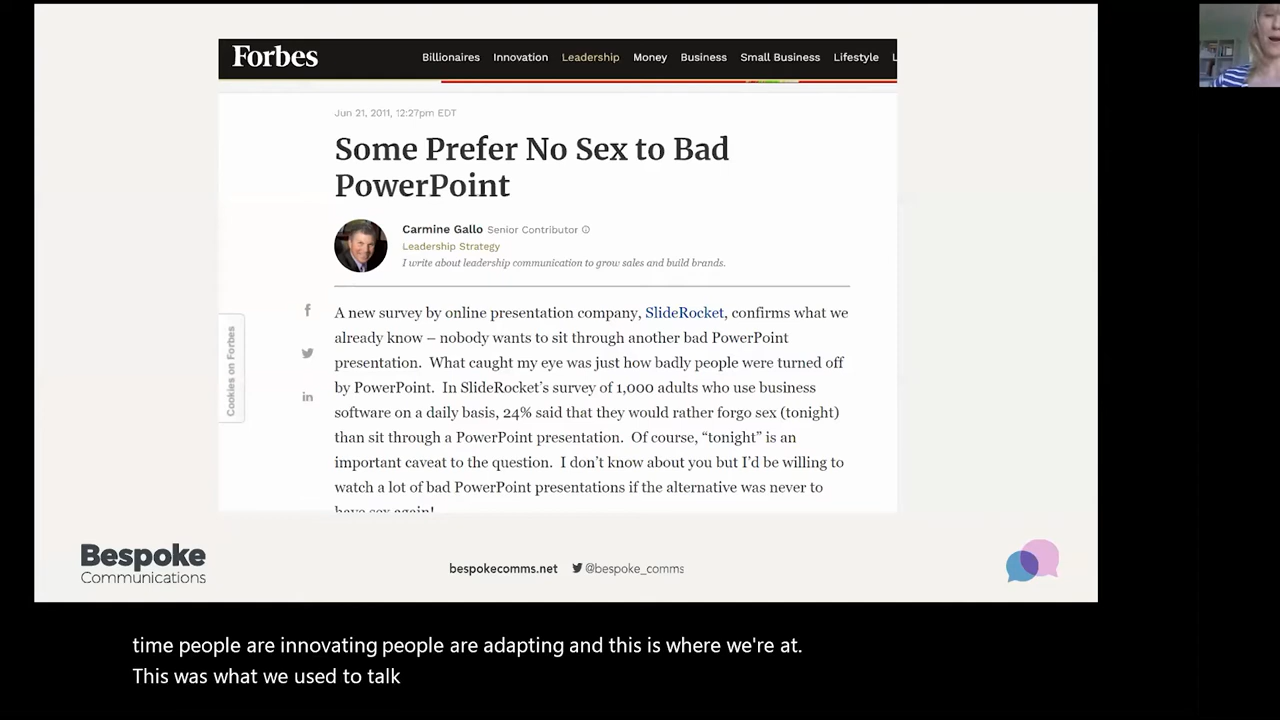 Forbes
Billionaires Innovation Leadership Money Business Small Business Lifestyle L
Jun 21, 2011, 12:27pm EDT
Some Prefer No Sex to Bad
PowerPoint
Carmine Gallo Senior Contributor
Leadership Strategy
I write about leadership communication to grow sales and build brands.
A new survey by online presentation company, SlideRocket, confirms what we
already know – nobody wants to sit through another bad PowerPoint
presentation. What caught my eye was just how badly people were turned off
by PowerPoint. In SlideRocket's survey of 1,000 adults who use business
software on a daily basis, 24% said that they would rather forgo sex (tonight)
than sit through a PowerPoint presentation. Of course, “tonight” is an
important caveat to the question. I don't know about you but I'd be willing to
watch a lot of bad PowerPoint presentations if the alternative was never to
have sex again!
Cookies on Forbes
Bespoke
Communications
bespokecomms.net @bespoke_comms
time people are innovating people are adapting and this is where we're at.
This was what we used to talk